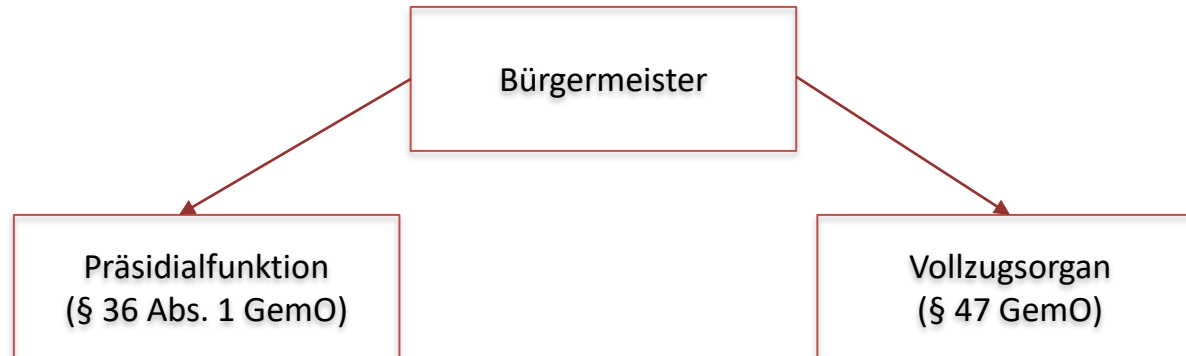 Bürgermeister
Präsidialfunktion
(§ 36 Abs. 1 GemO)
Vollzugsorgan
(§ 47 GemO)